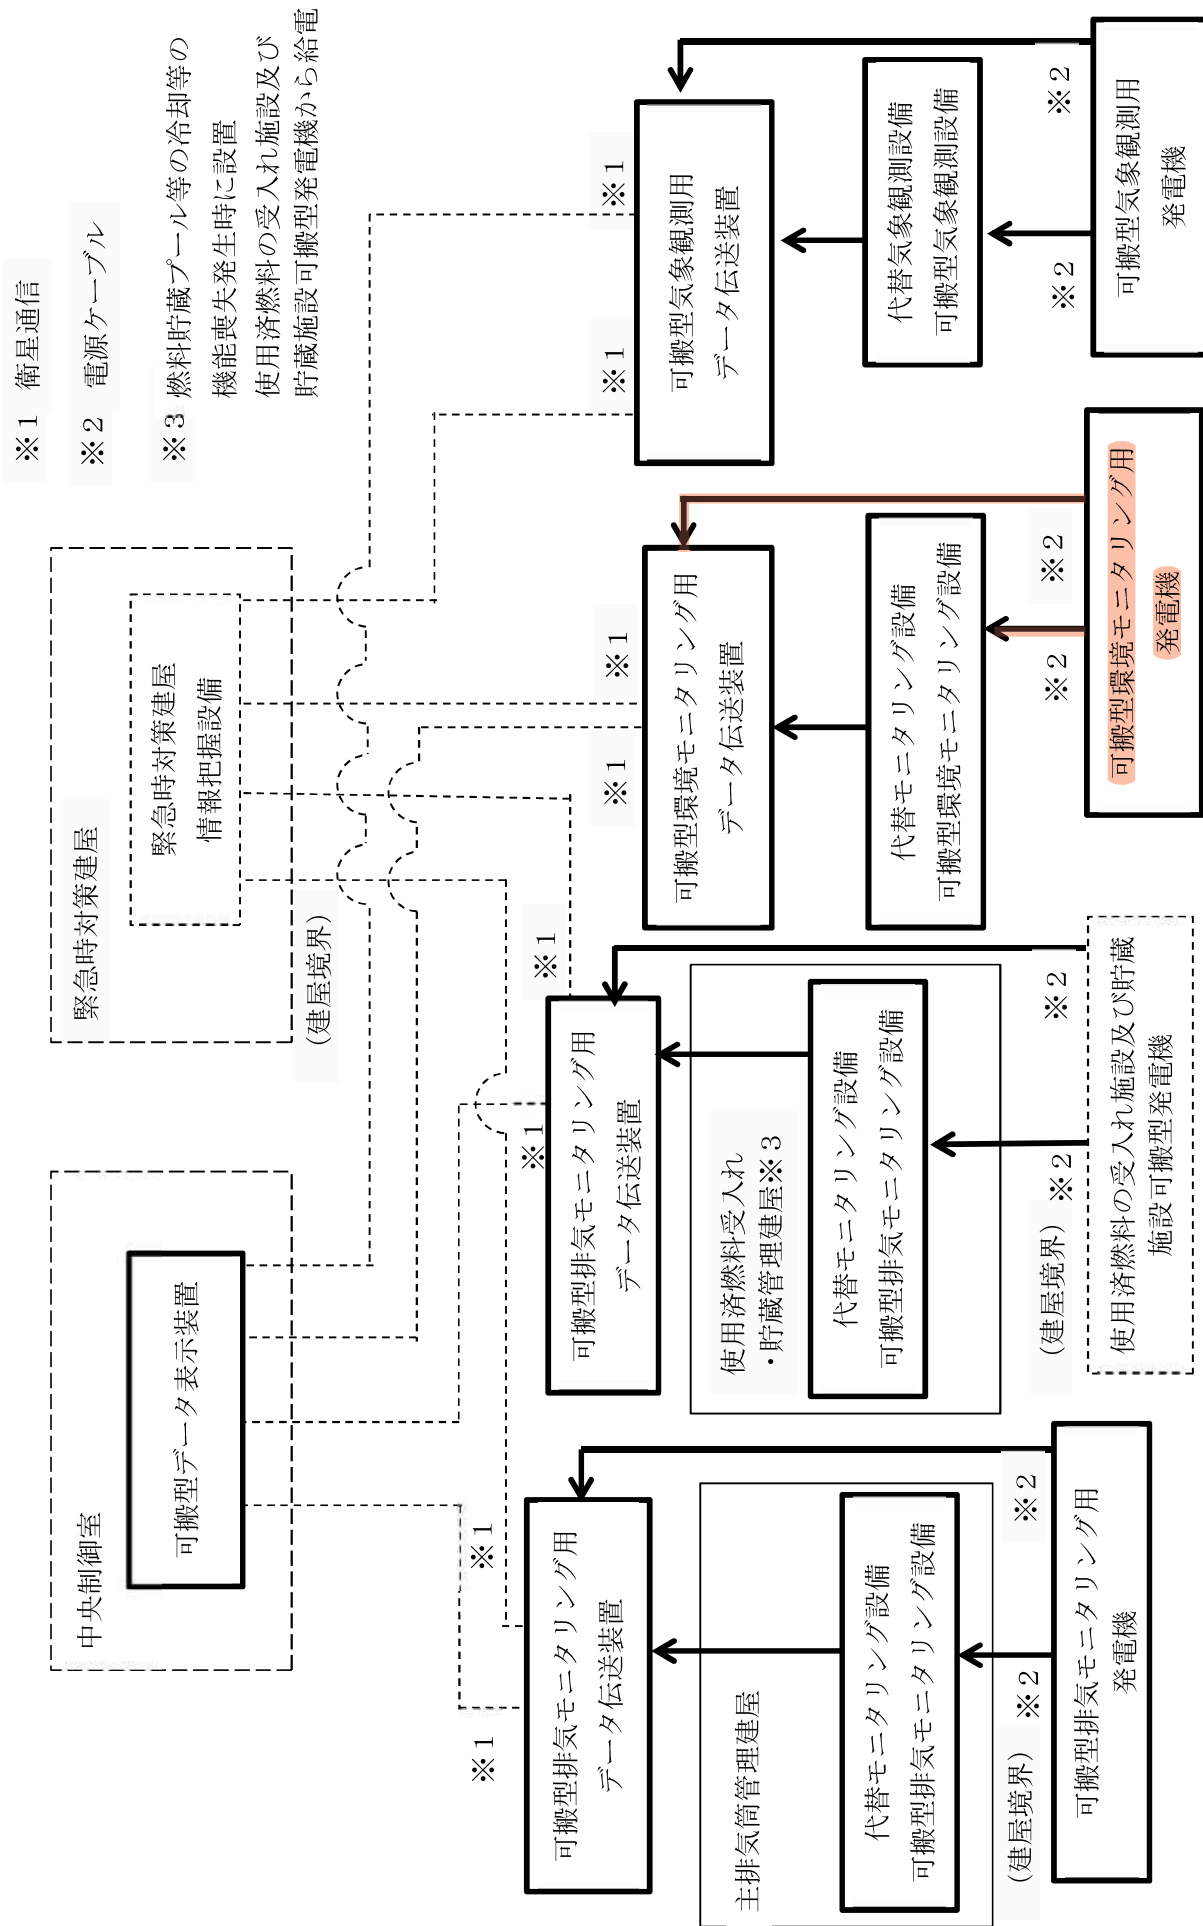 ※1　衛星通信
※2　電源ケーブル
※3 燃料貯蔵プール等の冷却等の
機能喪失発生時に設置
使用済燃料の受入れ施設及び
貯蔵施設可搬型発電機から給電
中央制御室
可搬型データ表示装置
緊急時対策建屋
緊急時対策建屋
情報把握設備
(建屋境界)
※1
※1
可搬型排気モニタリング用
データ伝送装置
主排気筒管理建屋
代替モニタリング設備
可搬型排気モニタリング設備
(建屋境界)
※2
※2
可搬型排気モニタリング用
発電機
※1
※1
可搬型排気モニタリング用
データ伝送装置
使用済燃料受入れ
・貯蔵管理建屋※3
代替モニタリング設備
可搬型排気モニタリング設備
(建屋境界)
※2
※2
使用済燃料の受入れ施設及び貯蔵
施設可搬型発電機
※1
※1
可搬型環境モニタリング用
データ伝送装置
代替モニタリング設備
可搬型環境モニタリング設備
※2
※2
可搬型環境モニタリング用
発電機
※1
※1
可搬型気象観測用
データ伝送装置
代替気象観測設備
可搬型気象観測設備
※2
※2
可搬型気象観測用
発電機